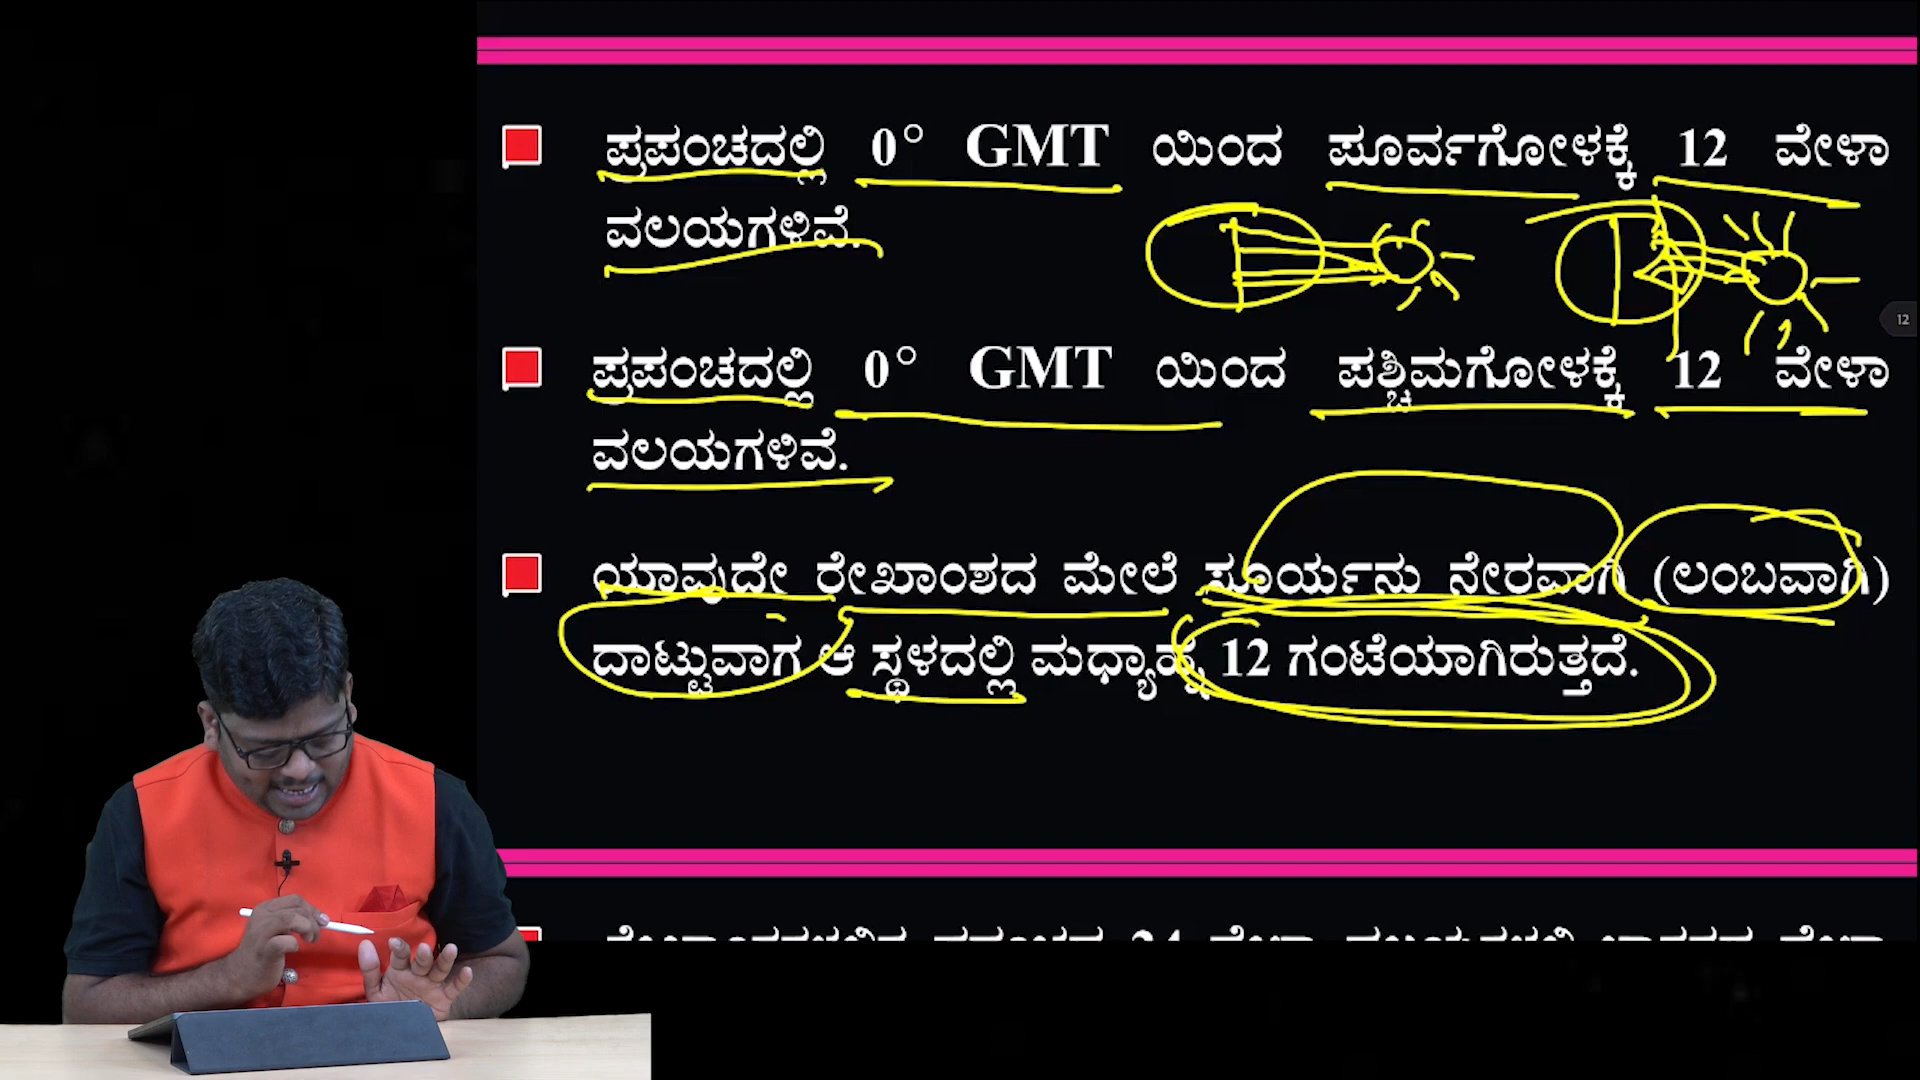 ಪ್ರಪಂಚದಲ್ಲಿ 0° GMT ಯಿಂದ ಪೂರ್ವಗೋಳಕ್ಕೆ 12 ವೇಳಾ
ವಲಯಗಳಿವೆ.
12
ಪ್ರಪಂಚದಲ್ಲಿ 0° GMT ಯಿಂದ ಪಶ್ಚಿಮಗೋಳಕ್ಕೆ 12 ವೇಳಾ
ವಲಯಗಳಿವೆ.
ಯಾವುದೇ ರೇಖಾಂಶದ ಮೇಲೆ ಸೂರ್ಯನು ನೇರವಾಗಿ (ಲಂಬವಾಗಿ)
ದಾಟ್ಟುವಾಗ ಆ ಸ್ಥಳದಲ್ಲಿ ಮಧ್ಯಾಹ್ನ 12 ಗಂಟೆಯಾಗಿರುತ್ತದೆ.